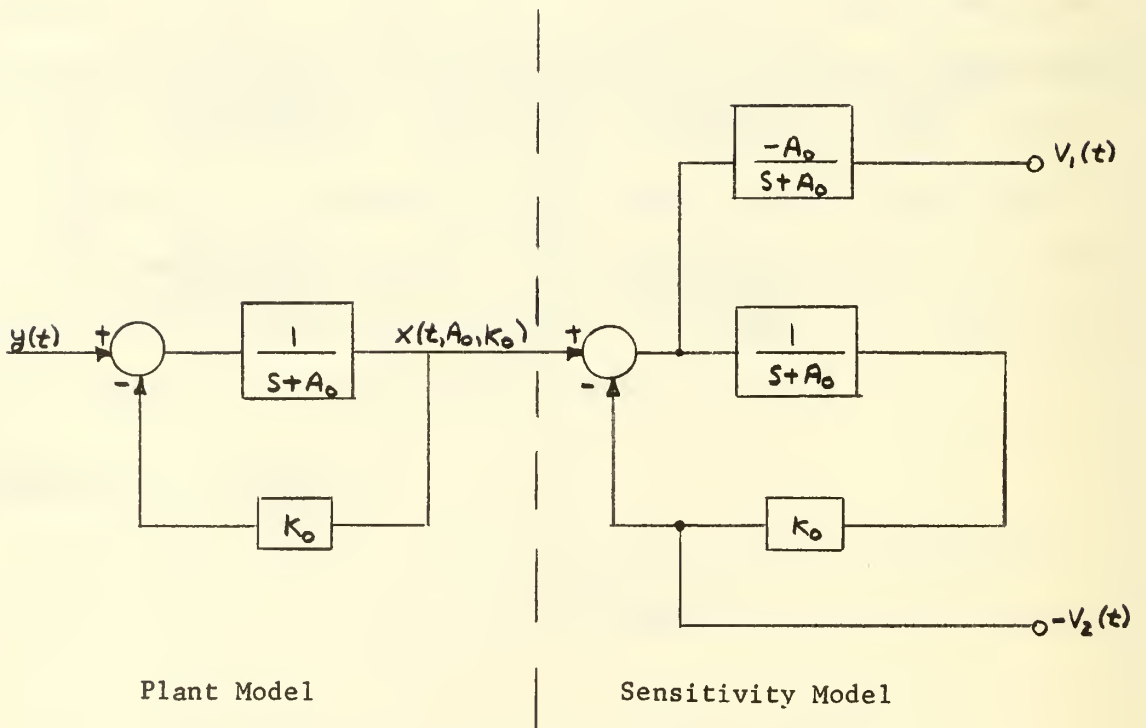 -A₀
S+A₀
V₁(t)
y(t)
+
-
1
S+A₀
X(t,A₀,K₀)
+
-
1
S+A₀
K₀
K₀
-V₂(t)
Plant Model
Sensitivity Model